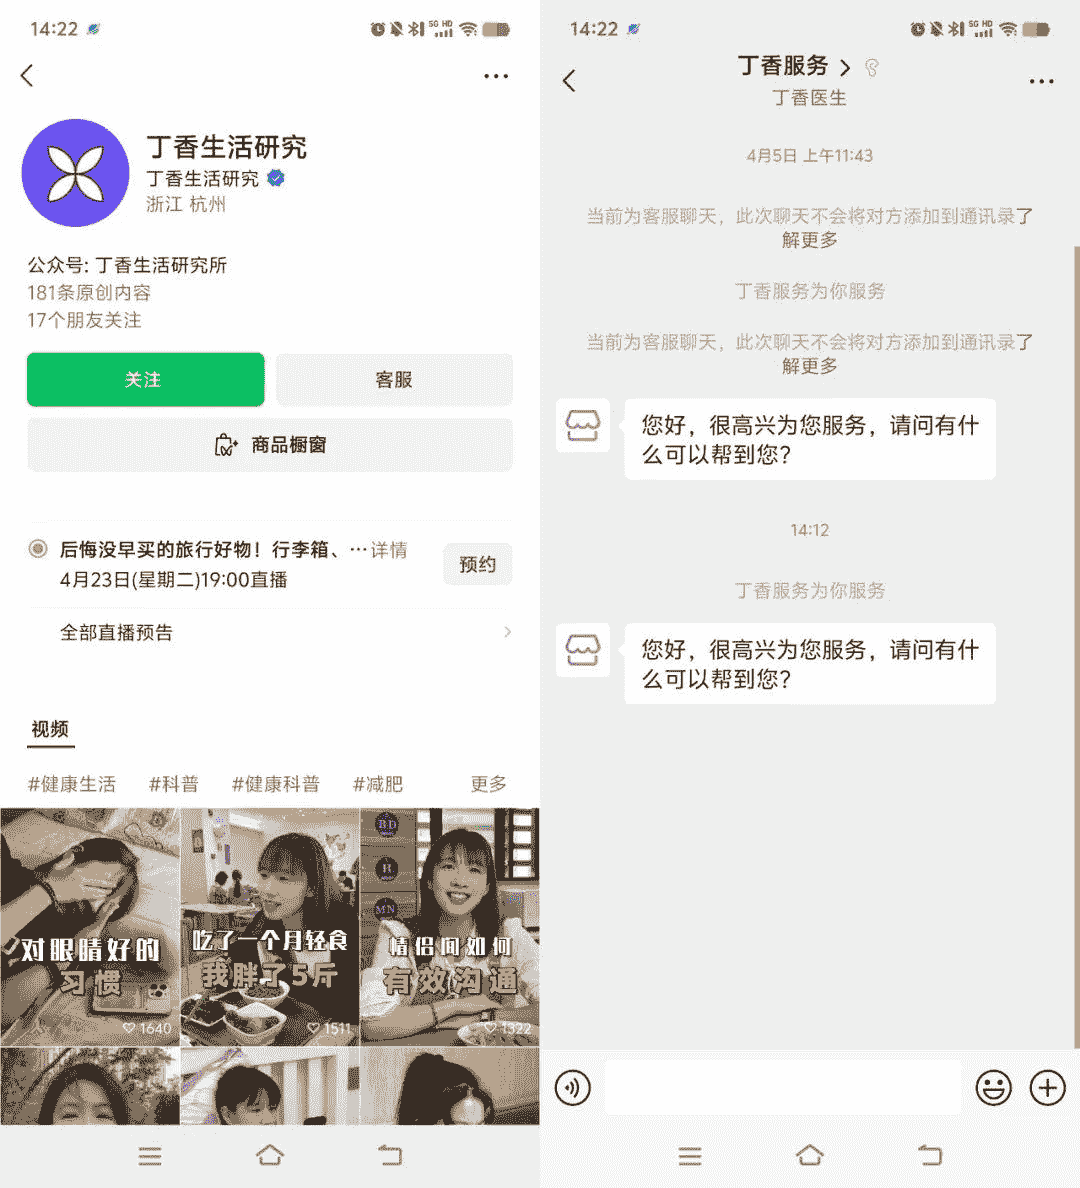 14:22
5G HD
丁香生活研究
丁香生活研究
浙江 杭州
公众号: 丁香生活研究所
181条原创内容
17个朋友关注
关注
客服
商品橱窗
后悔没早买的旅行好物！行李箱、…详情
4月23日(星期二)19:00直播
预约
全部直播预告
视频
#健康生活 #科普 #健康科普 #减肥 更多
对眼睛好的
习惯
1640
吃了一个月轻食
我胖了5斤
1511
BD
R
MN
情侣间如何
有效沟通
1322
14:22
5G HD
丁香服务
丁香医生
4月5日 上午11:43
当前为客服聊天，此次聊天不会将对方添加到通讯录了
解更多
丁香服务为你服务
当前为客服聊天，此次聊天不会将对方添加到通讯录了
解更多
您好，很高兴为您服务，请问有什
么可以帮到您？
14:12
丁香服务为你服务
您好，很高兴为您服务，请问有什
么可以帮到您？